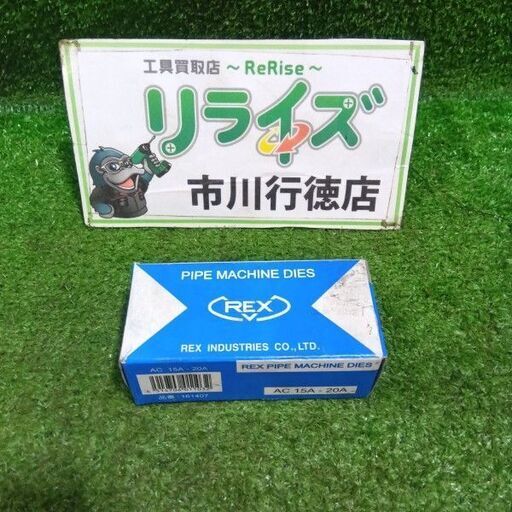 工具買取店 ～ReRise～
リライズ
市川行徳店
PIPE MACHINE DIES
REX
REX INDUSTRIES CO.,LTD.
AC 15A - 20A
REX PIPE MACHINE DIES
AC 15A - 20A
品番 161407